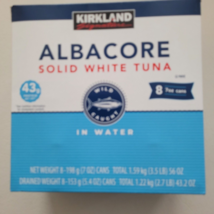 KIRKLAND
Signature
ALBACORE
SOLID WHITE TUNA
43g
8 7oz cans
WILD
CAUGHT
IN WATER
NET WEIGHT 8-198 g (7 OZ) CANS TOTAL 1.59 kg (3.5 LB) 56 OZ
DRAINED WEIGHT 8-153 g (5.4 OZ) CANS TOTAL 1.22 kg (2.7 LB) 43.2 OZ